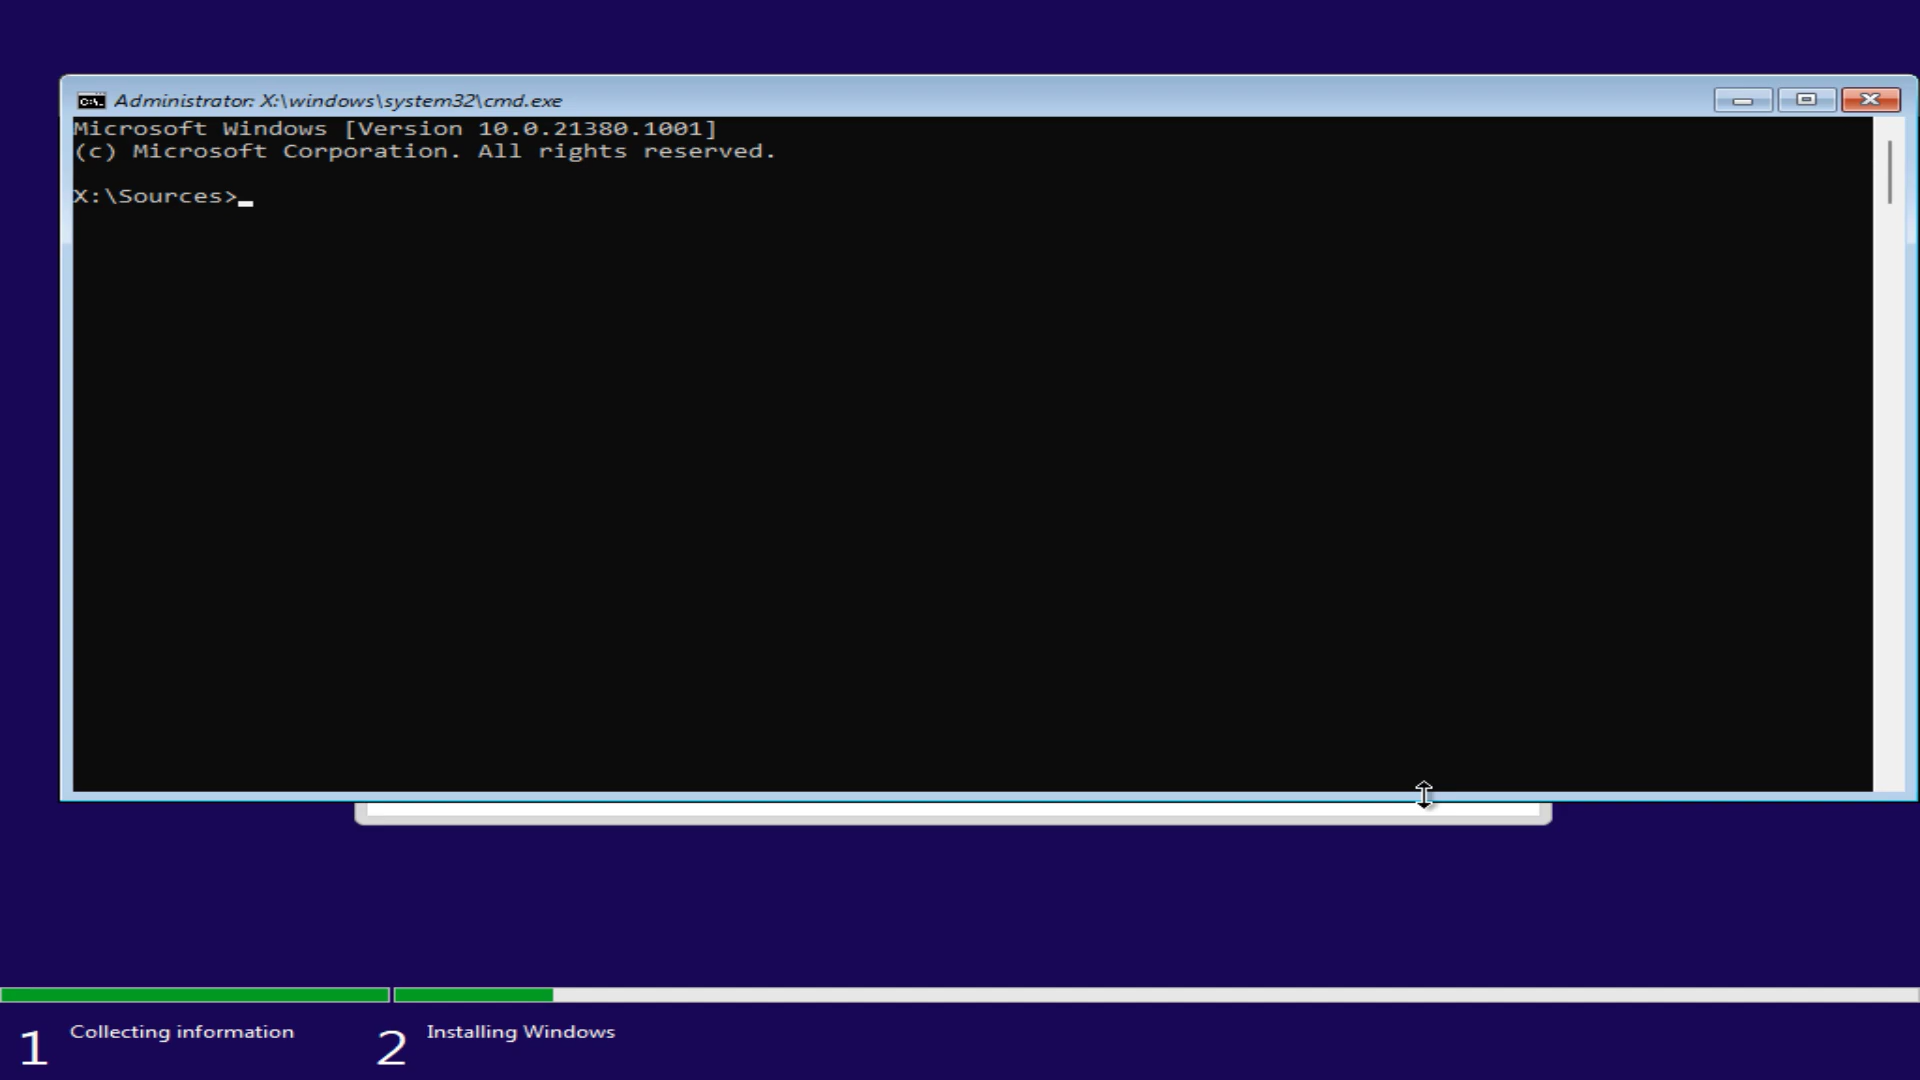 Administrator: X:\windows\system32\cmd.exe
Microsoft Windows [Version 10.0.21380.1001]
(c) Microsoft Corporation. All rights reserved.
X:\Sources>
1 Collecting information
2 Installing Windows